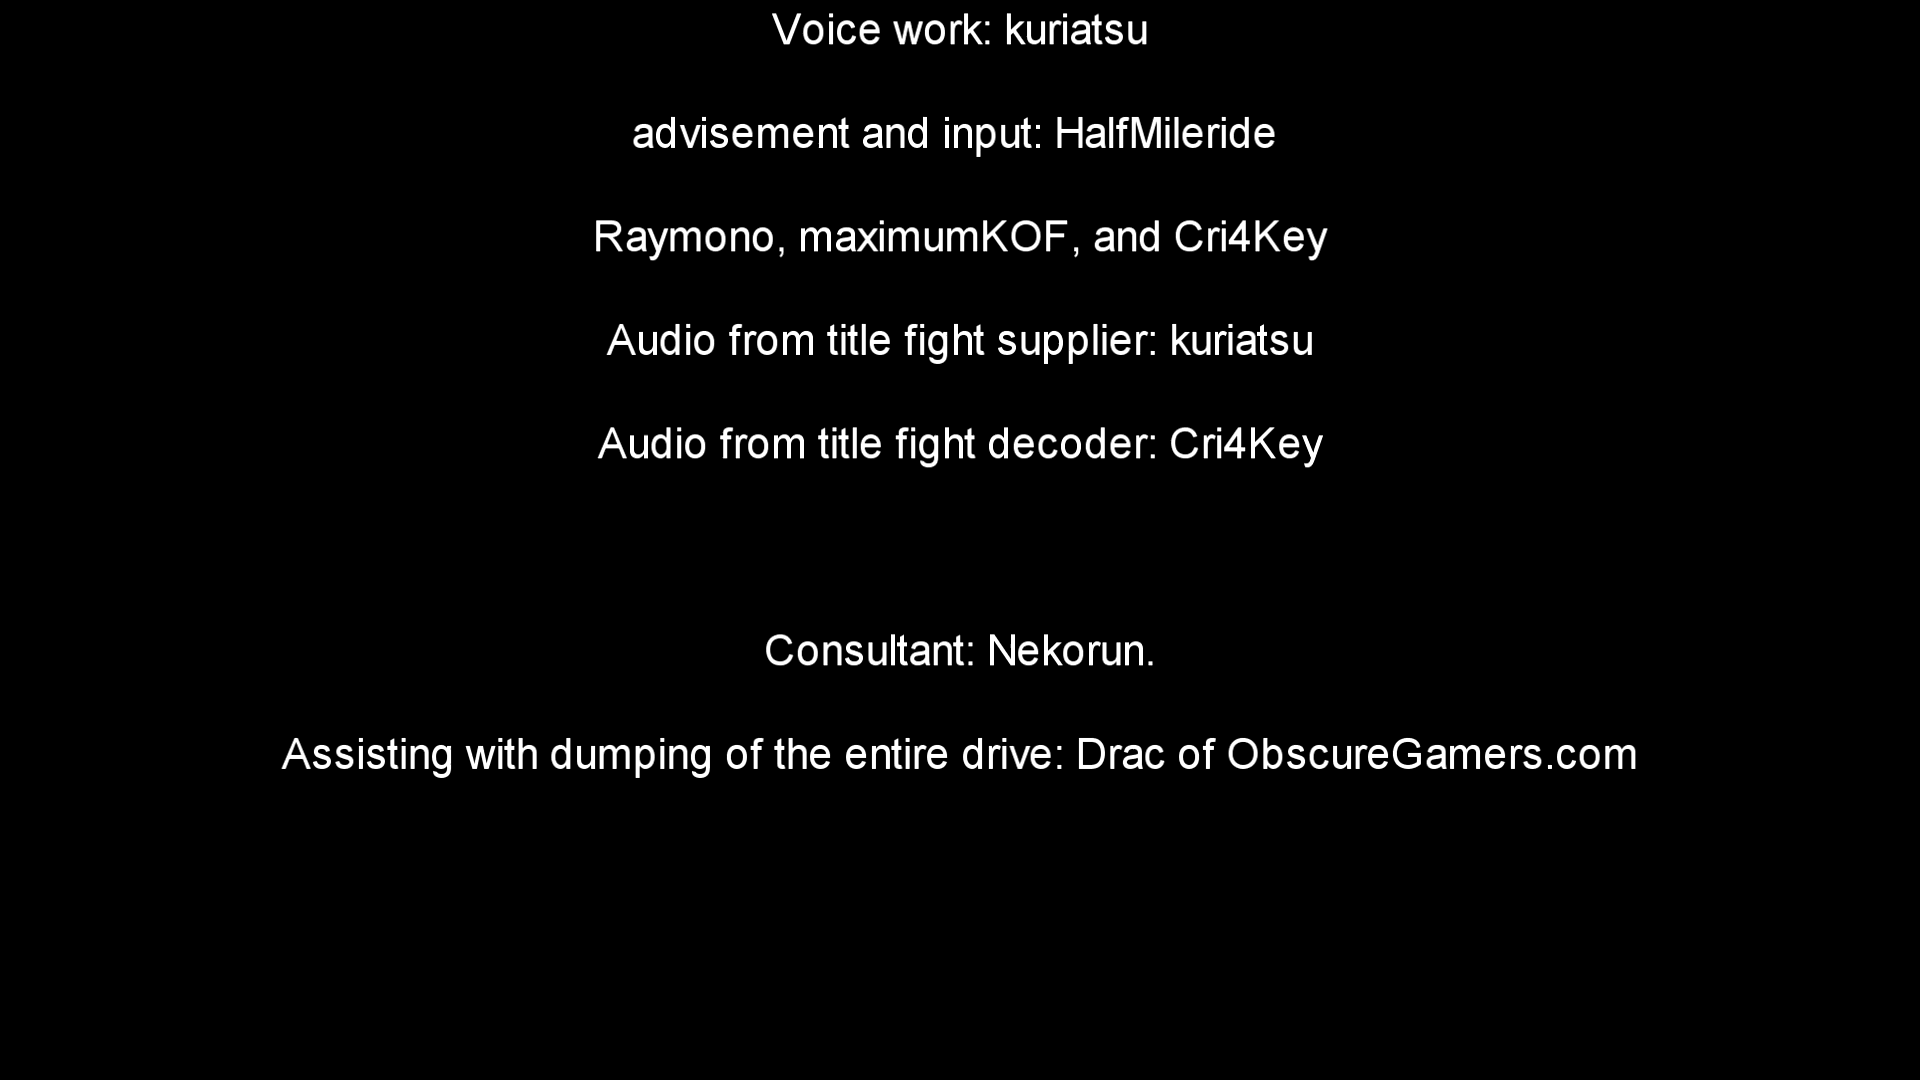 Voice work: kuriatsu
advisement and input: HalfMileride
Raymono, maximumKOF, and Cri4Key
Audio from title fight supplier: kuriatsu
Audio from title fight decoder: Cri4Key
Consultant: Nekorun.
Assisting with dumping of the entire drive: Drac of ObscureGamers.com